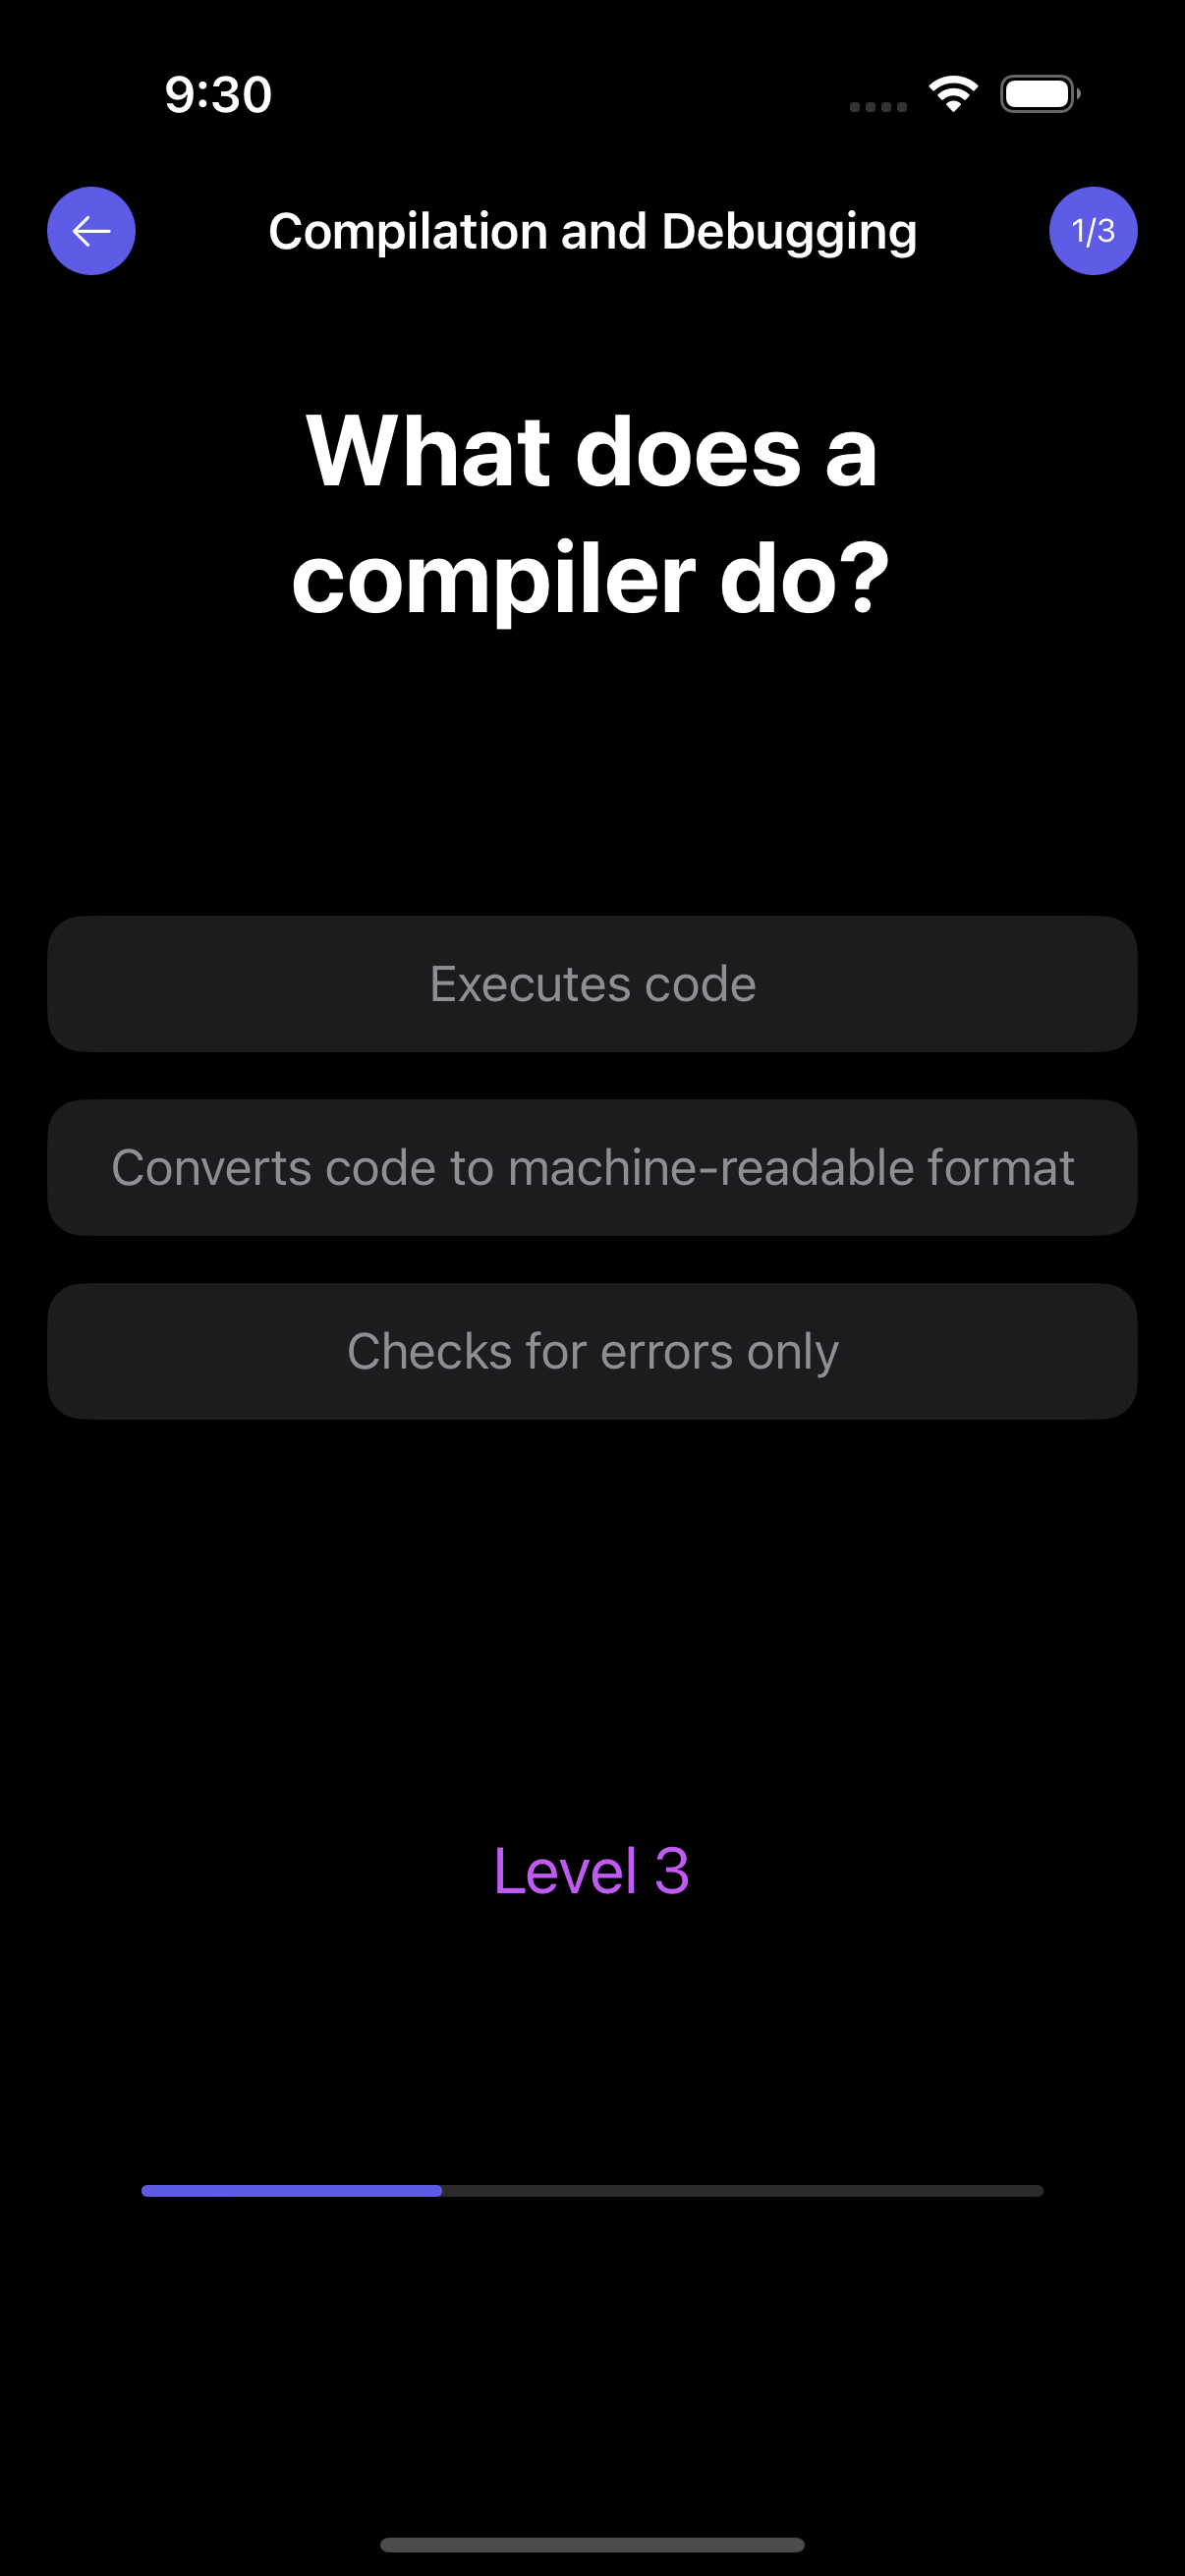 9:30
Compilation and Debugging
1/3
What does a
compiler do?
Executes code
Converts code to machine-readable format
Checks for errors only
Level 3